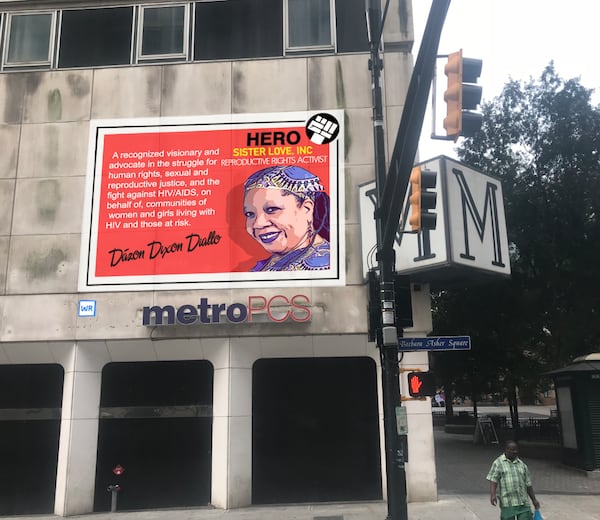 HERO
SISTER LOVE, INC
REPRODUCTIVE RIGHTS ACTIVIST
A recognized visionary and
advocate in the struggle for
human rights, sexual and
reproductive justice, and the
fight against HIV/AIDS, on
behalf of, communities of
women and girls living with
HIV and those at risk.
Dázon Dixon Diallo
M
M
WR
metroPCS
Barbara Asher Square